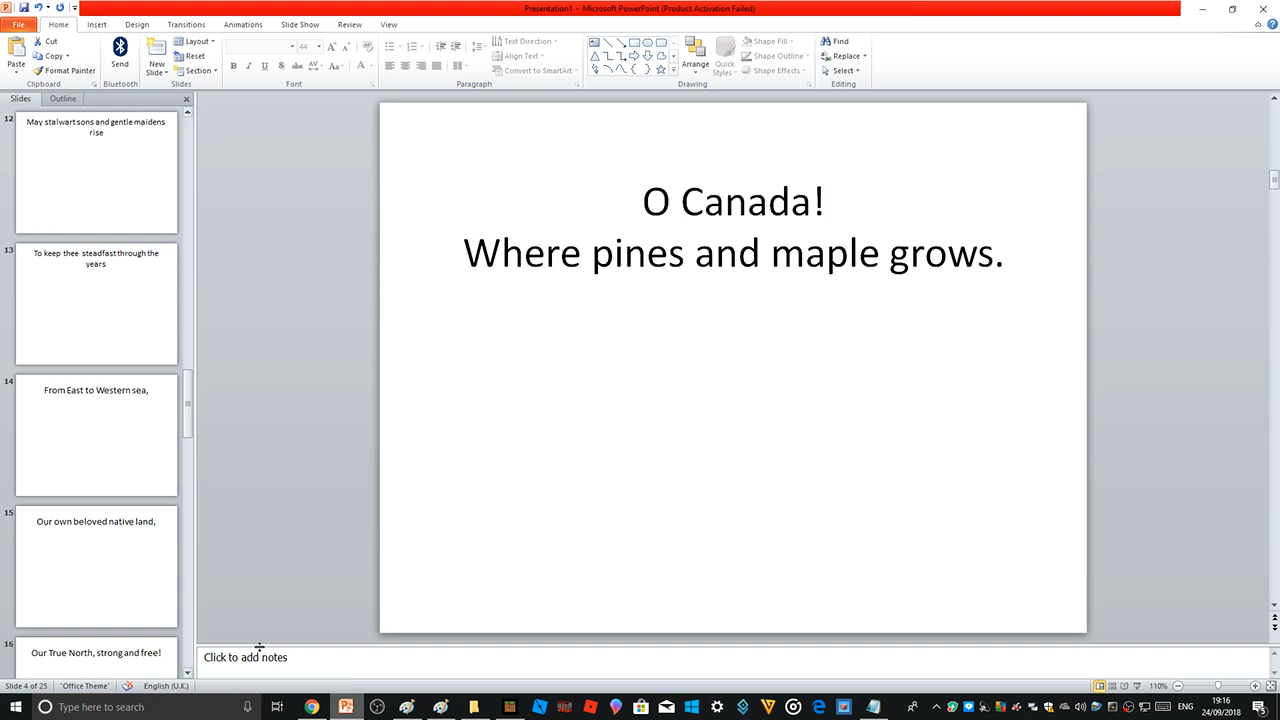 Presentation1 - Microsoft PowerPoint (Product Activation Failed)
File Home Insert Design Transitions Animations Slide Show Review View
Paste
Cut
Copy
Format Painter
Clipboard
Send
Bluetooth
New
Slide
Layout
Reset
Section
Slides
44
Font
Text Direction
Align Text
Convert to SmartArt
Paragraph
Arrange
Quick
Styles
Shape Fill
Shape Outline
Shape Effects
Drawing
Find
Replace
Select
Editing
Slides Outline
12
May stalwart sons and gentle maidens
rise
13
To keep thee steadfast through the
years
14
From East to Western sea,
15
Our own beloved native land,
16
Our True North, strong and free!
O Canada!
Where pines and maple grows.
Click to add notes
Slide 4 of 25 "Office Theme" English (U.K.) 110%
Type here to search
ENG
19:16
24/09/2018